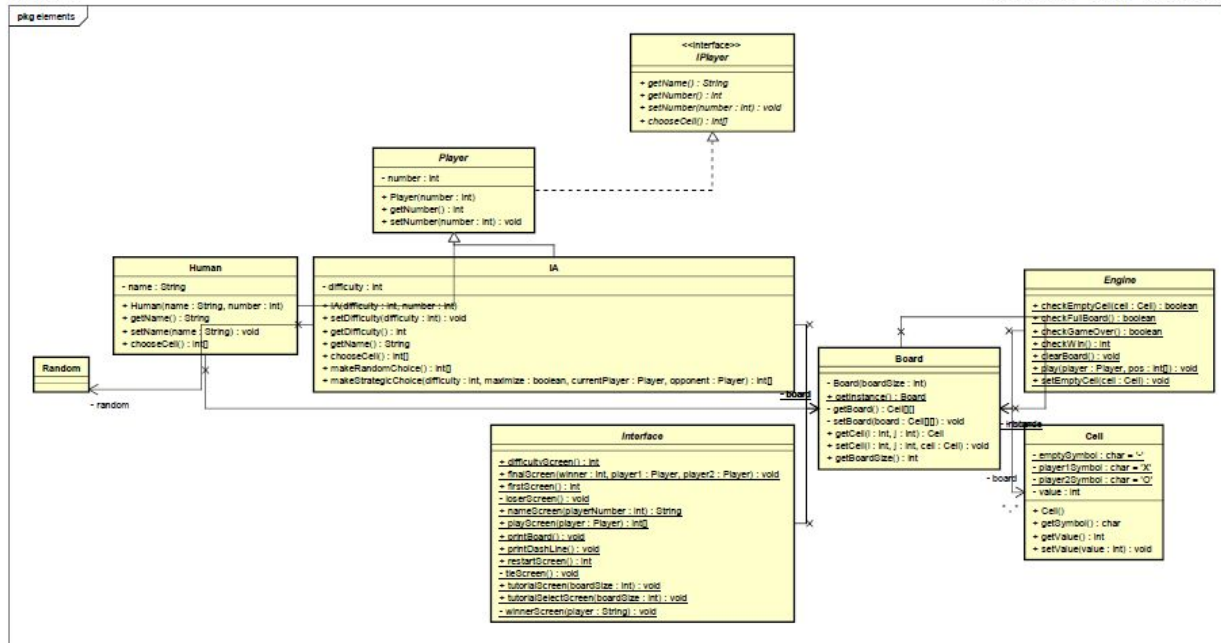 pkg elements
<<interface>>
IPlayer
+ getName() : String
+ getNumber() : int
+ setNumber(number : int) : void
+ chooseCell() : int[]
Player
- number : int
+ Player(number : int)
+ getNumber() : int
+ setNumber(number : int) : void
Human
- name : String
+ Human(name : String, number : int)
+ getName() : String
+ setName(name : String) : void
+ chooseCell() : int[]
IA
- difficulty : int
+ IA(difficulty : int, number : int)
+ setDifficulty(difficulty : int) : void
+ getDifficulty() : int
+ getName() : String
+ chooseCell() : int[]
+ makeRandomChoice() : int[]
+ makeStrategicChoice(difficulty : int, maximize : boolean, currentPlayer : Player, opponent : Player) : int[]
Engine
+ checkEmptyCell(cell : Cell) : boolean
+ checkFullBoard() : boolean
+ checkGameOver() : boolean
+ checkWin() : int
+ clearBoard() : void
+ play(player : Player, pos : int[]) : void
+ setEmptyCell(cell : Cell) : void
Random
- random
Board
- Board(boardSize : int)
+ getInstance() : Board
- getBoard() : Cell[][]
- setBoard(board : Cell[][]) : void
+ getCell(i : int, j : int) : Cell
+ setCell(i : int, j : int, cell : Cell) : void
+ getBoardSize() : int
- board
- board
Interface
+ difficultyScreen() : int
+ finalScreen(winner : int, player1 : Player, player2 : Player) : void
+ firstScreen() : int
- loserScreen() : void
+ nameScreen(playerNumber : int) : String
+ playScreen(player : Player) : int[]
+ printBoard() : void
+ printDashLine() : void
+ restartScreen() : int
- tieScreen() : void
+ tutorialScreen(boardSize : int) : void
+ tutorialSelectScreen(boardSize : int) : void
- winnerScreen(player : String) : void
Cell
- emptySymbol : char = '-'
- player1Symbol : char = 'X'
- player2Symbol : char = 'O'
- value : int
+ Cell()
+ getSymbol() : char
+ getValue() : int
+ setValue(value : int) : void